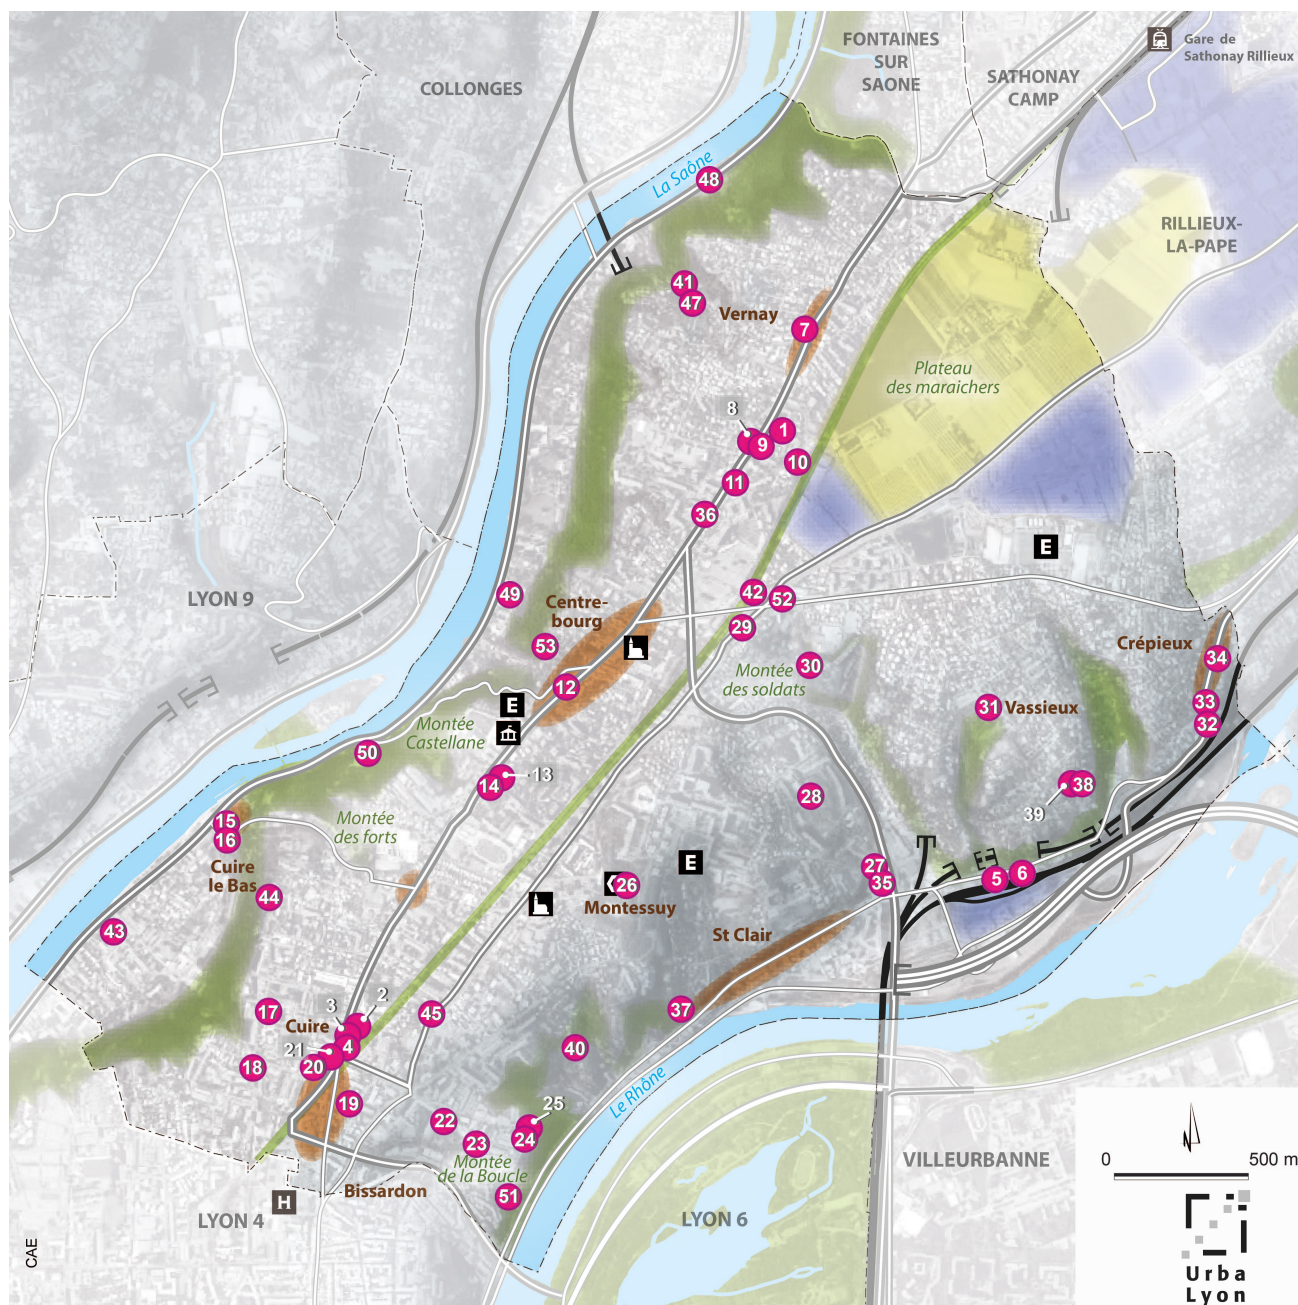 Gare de
Sathonay Rillieux
FONTAINES
SUR
SAONE
COLLONGES
SATHONAY
CAMP
La Saône
48
RILLIEUX-
LA-PAPE
41
47
Vernay
7
Plateau
des maraichers
8
1
9
10
11
36
E
LYON 9
49
Centre-
bourg
42
52
29
53
Crépieux
34
30
Montée
des soldats
12
E
31
Vassieux
33
32
Montée
Castellane
50
13
14
28
38
39
15
16
Montée
des forts
Cuire
le Bas
E
27
35
5
6
26
Montessuy
44
43
St Clair
37
17
3
2
Cuire
45
21
4
40
18
20
19
Le Rhône
22
25
23
24
Montée
de la Boucle
51
Bissardon
H
LYON 4
LYON 6
VILLEURBANNE
N
0
500 m
CAE
Urba
Lyon